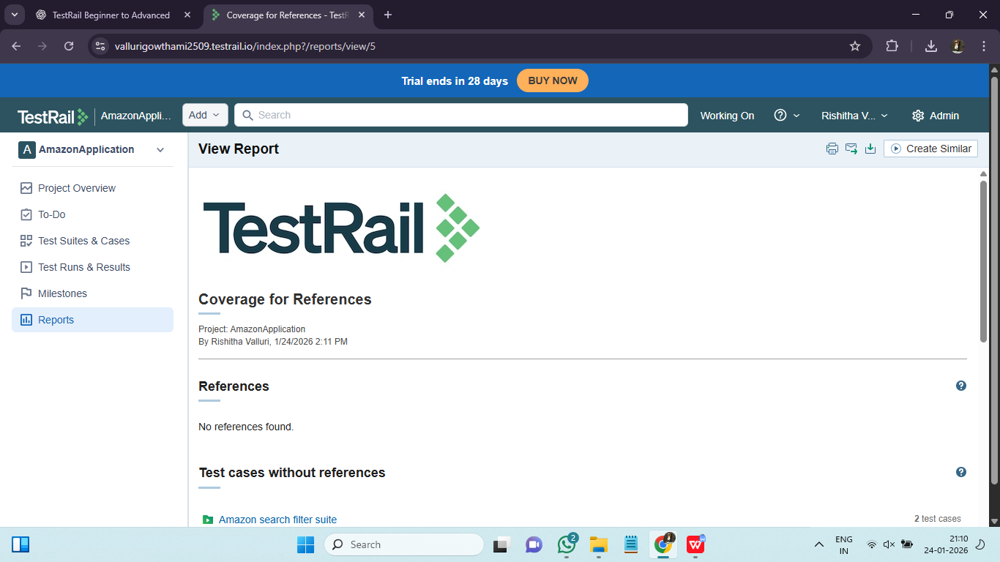 TestRail Beginner to Advanced
Coverage for References - TestR
vallurigowthami2509.testrail.io/index.php?/reports/view/5
Trial ends in 28 days
BUY NOW
TestRail
AmazonAppli...
Add
Search
Working On
Rishitha V...
Admin
A AmazonApplication
View Report
Create Similar
Project Overview
To-Do
Test Suites & Cases
Test Runs & Results
Milestones
Reports
TestRail
Coverage for References
Project: AmazonApplication
By Rishitha Valluri, 1/24/2026 2:11 PM
References
No references found.
Test cases without references
Amazon search filter suite
2 test cases
Search
2
ENG
IN
21:10
24-01-2026